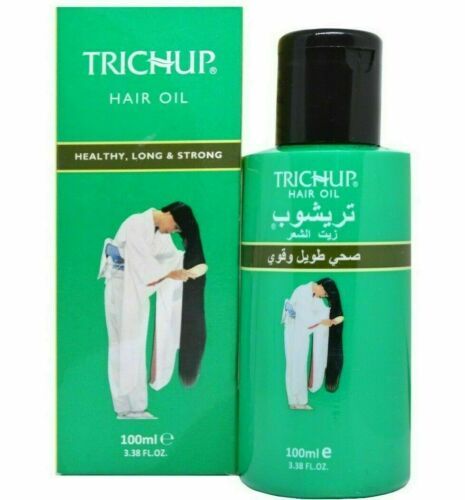 TRICHUP®
HAIR OIL
HEALTHY, LONG & STRONG
100ml ℮
3.38 FL.OZ.
TRICHUP®
HAIR OIL
تريشوب®
زيت الشعر
صحي طويل وقوي
100ml ℮
3.38 FL.OZ.